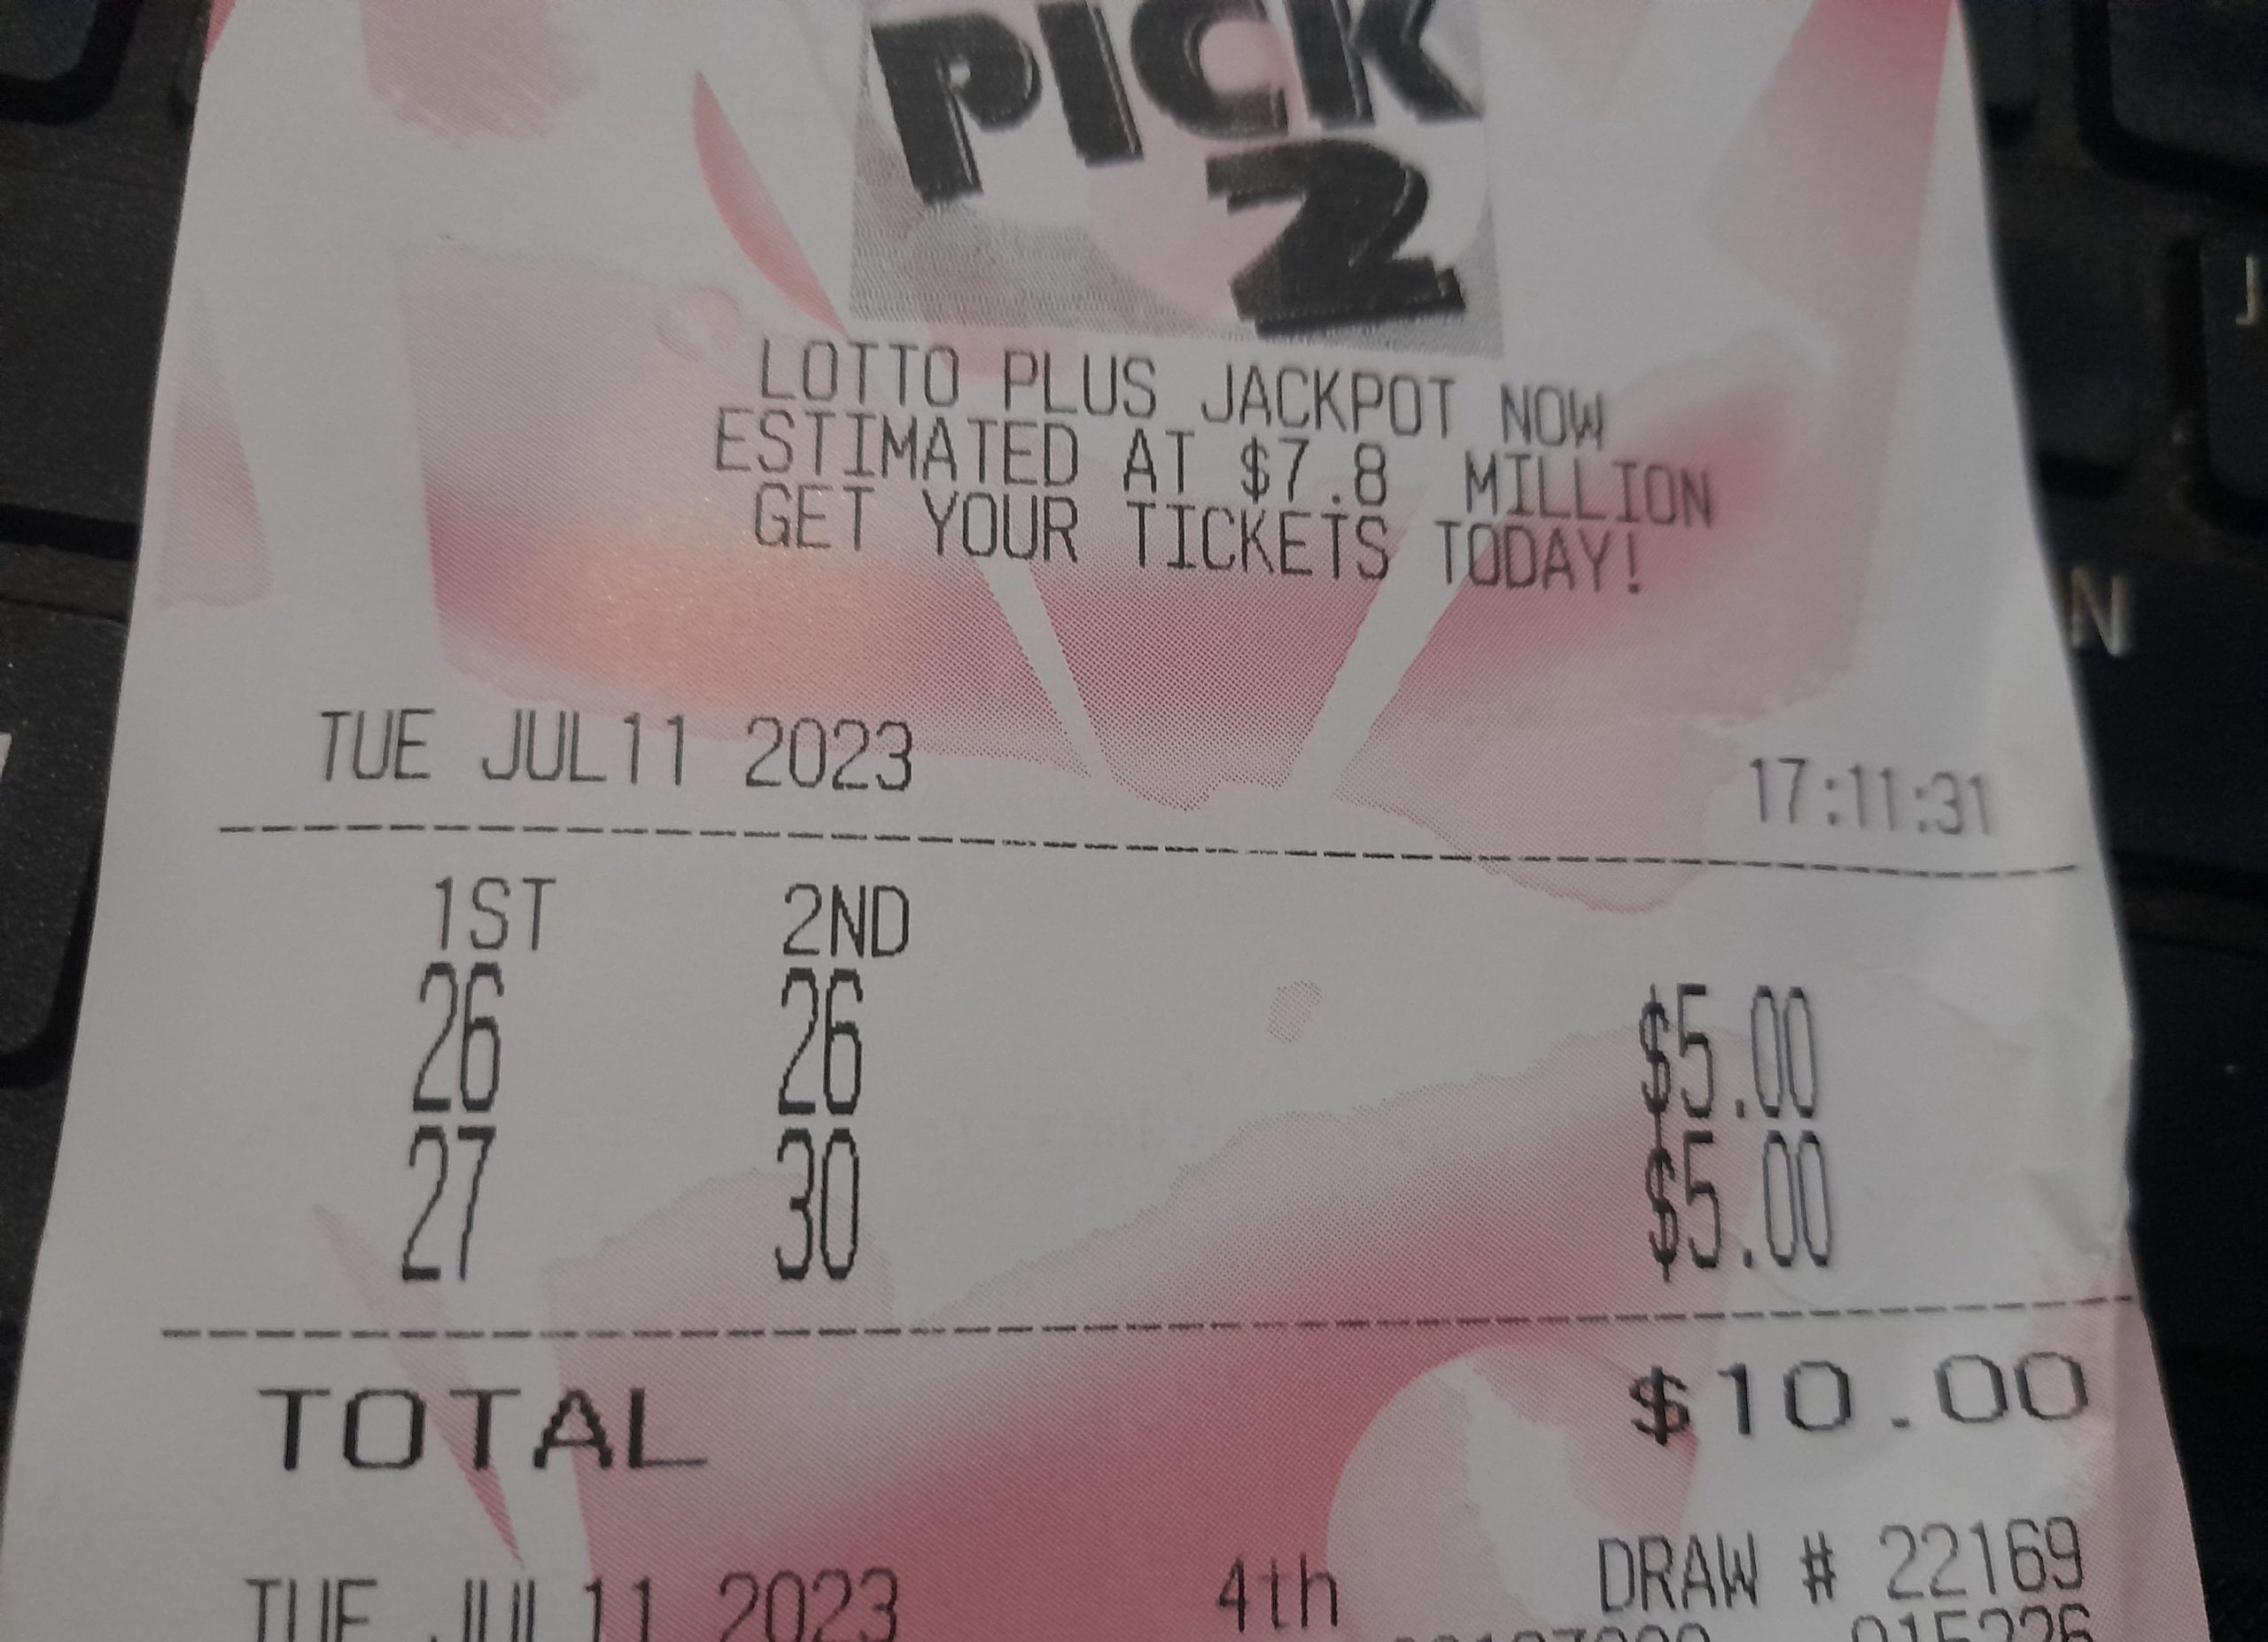 PICK
2
LOTTO PLUS JACKPOT NOW
ESTIMATED AT $7.8 MILLION
GET YOUR TICKETS TODAY!
TUE JUL11 2023 17:11:31
1ST 2ND
26 26 $5.00
27 30 $5.00
TOTAL $10.00
TUE JUL11 2023 4th DRAW # 22169
J
N